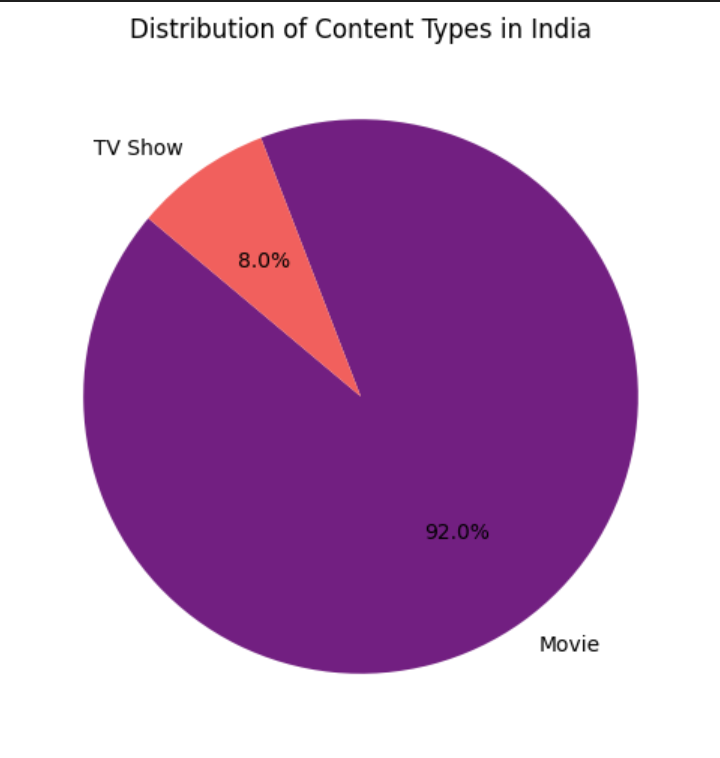 Distribution of Content Types in India
TV Show
8.0%
92.0%
Movie